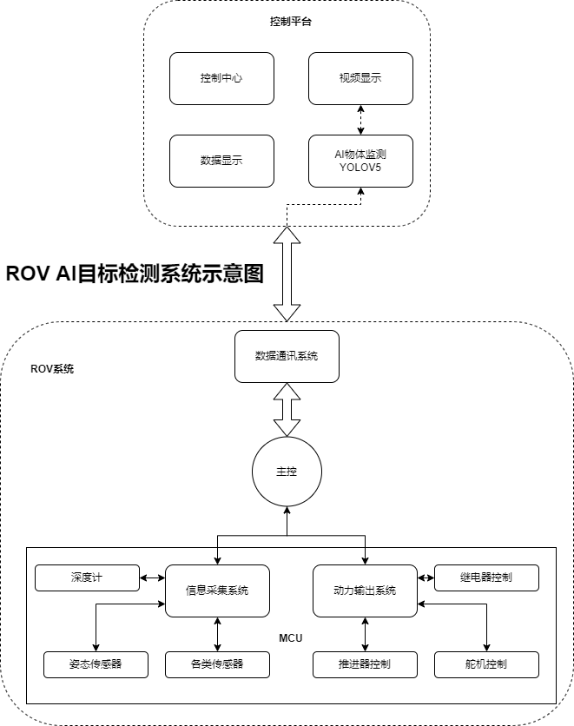 控制平台
控制中心
视频显示
数据显示
AI物体监测
YOLOV5
ROV AI目标检测系统示意图
数据通讯系统
ROV系统
主控
深度计
信息采集系统
动力输出系统
继电器控制
MCU
姿态传感器
各类传感器
推进器控制
舵机控制